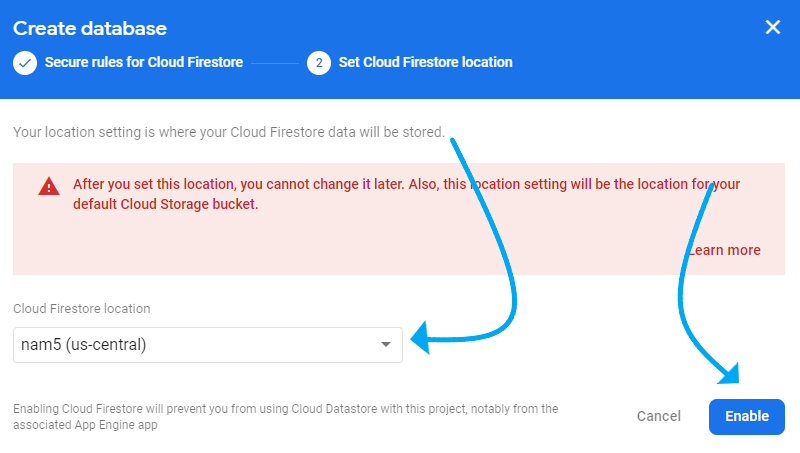 Create database
Secure rules for Cloud Firestore
2 Set Cloud Firestore location
Your location setting is where your Cloud Firestore data will be stored.
After you set this location, you cannot change it later. Also, this location setting will be the location for your
default Cloud Storage bucket.
Learn more
Cloud Firestore location
nam5 (us-central)
Enabling Cloud Firestore will prevent you from using Cloud Datastore with this project, notably from the
associated App Engine app
Cancel
Enable